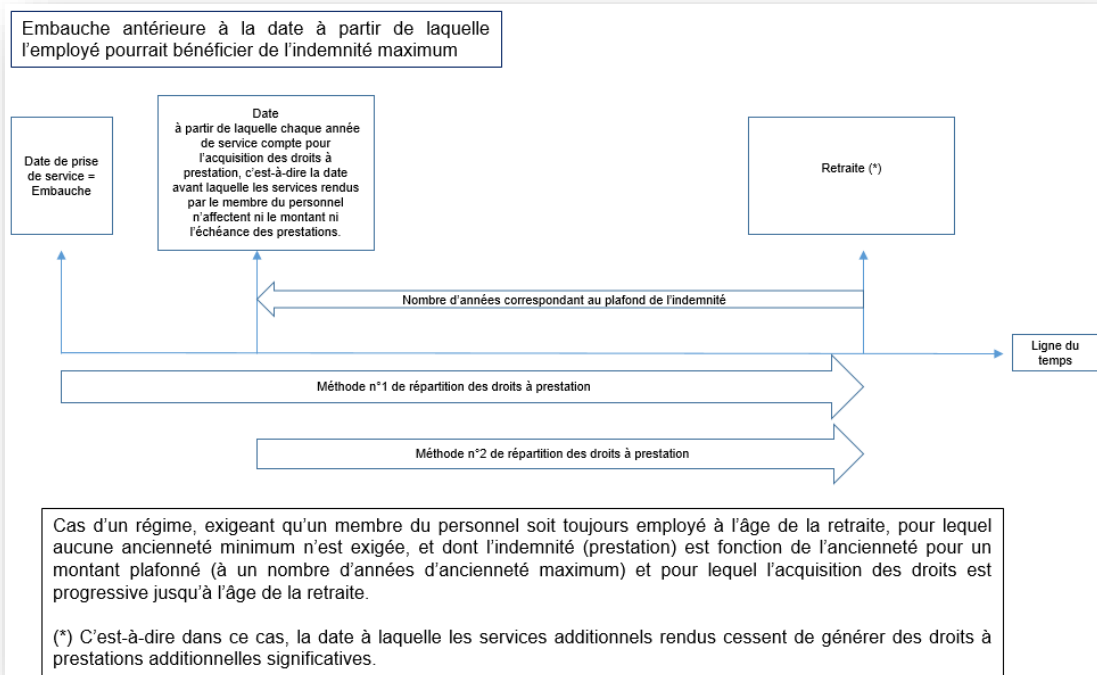 Embauche antérieure à la date à partir de laquelle
l'employé pourrait bénéficier de l'indemnité maximum
Date de prise
de service =
Embauche
Date
à partir de laquelle chaque année
de service compte pour
l'acquisition des droits à
prestation, c'est-à-dire la date
avant laquelle les services rendus
par le membre du personnel
n'affectent ni le montant ni
l'échéance des prestations.
Retraite (*)
Nombre d'années correspondant au plafond de l'indemnité
Ligne du
temps
Méthode n°1 de répartition des droits à prestation
Méthode n°2 de répartition des droits à prestation
Cas d'un régime, exigeant qu'un membre du personnel soit toujours employé à l'âge de la retraite, pour lequel
aucune ancienneté minimum n'est exigée, et dont l'indemnité (prestation) est fonction de l'ancienneté pour un
montant plafonné (à un nombre d'années d'ancienneté maximum) et pour lequel l'acquisition des droits est
progressive jusqu'à l'âge de la retraite.
(*) C'est-à-dire dans ce cas, la date à laquelle les services additionnels rendus cessent de générer des droits à
prestations additionnelles significatives.